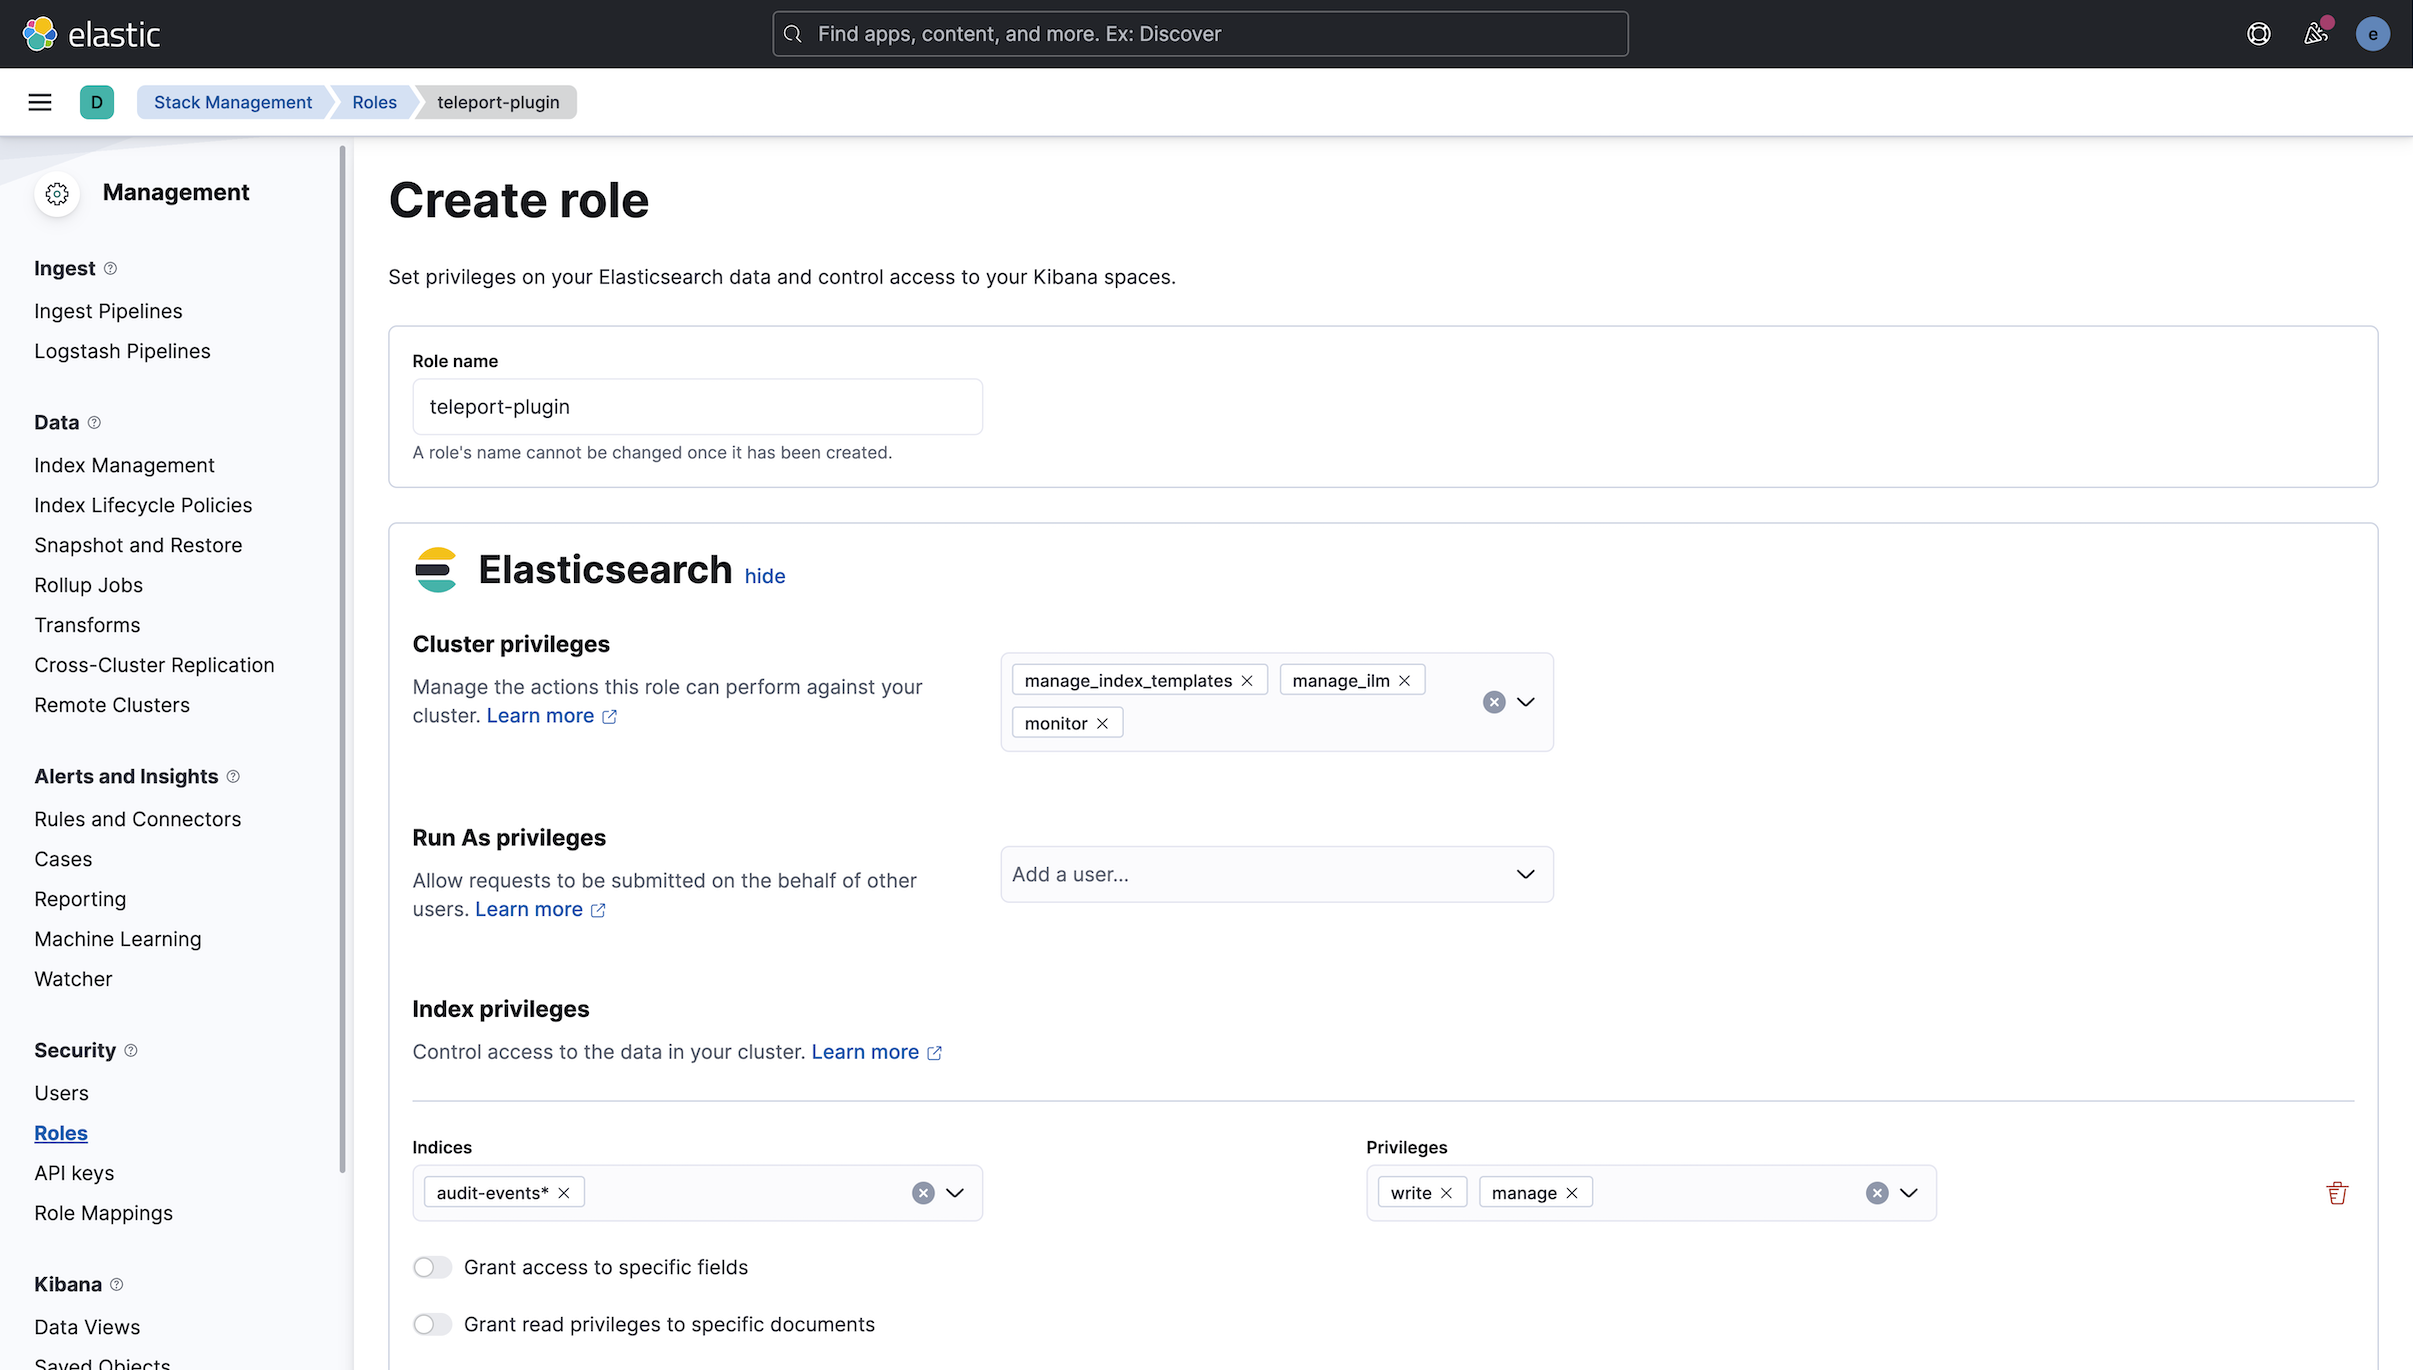 elastic
Find apps, content, and more. Ex: Discover
e
D
Stack Management
Roles
teleport-plugin
Management
Ingest
Ingest Pipelines
Logstash Pipelines
Data
Index Management
Index Lifecycle Policies
Snapshot and Restore
Rollup Jobs
Transforms
Cross-Cluster Replication
Remote Clusters
Alerts and Insights
Rules and Connectors
Cases
Reporting
Machine Learning
Watcher
Security
Users
Roles
API keys
Role Mappings
Kibana
Data Views
Saved Objects
Create role
Set privileges on your Elasticsearch data and control access to your Kibana spaces.
Role name
teleport-plugin
A role's name cannot be changed once it has been created.
Elasticsearch hide
Cluster privileges
Manage the actions this role can perform against your
cluster. Learn more
manage_index_templates
manage_ilm
monitor
Run As privileges
Allow requests to be submitted on the behalf of other
users. Learn more
Add a user...
Index privileges
Control access to the data in your cluster. Learn more
Indices
audit-events*
Privileges
write
manage
Grant access to specific fields
Grant read privileges to specific documents